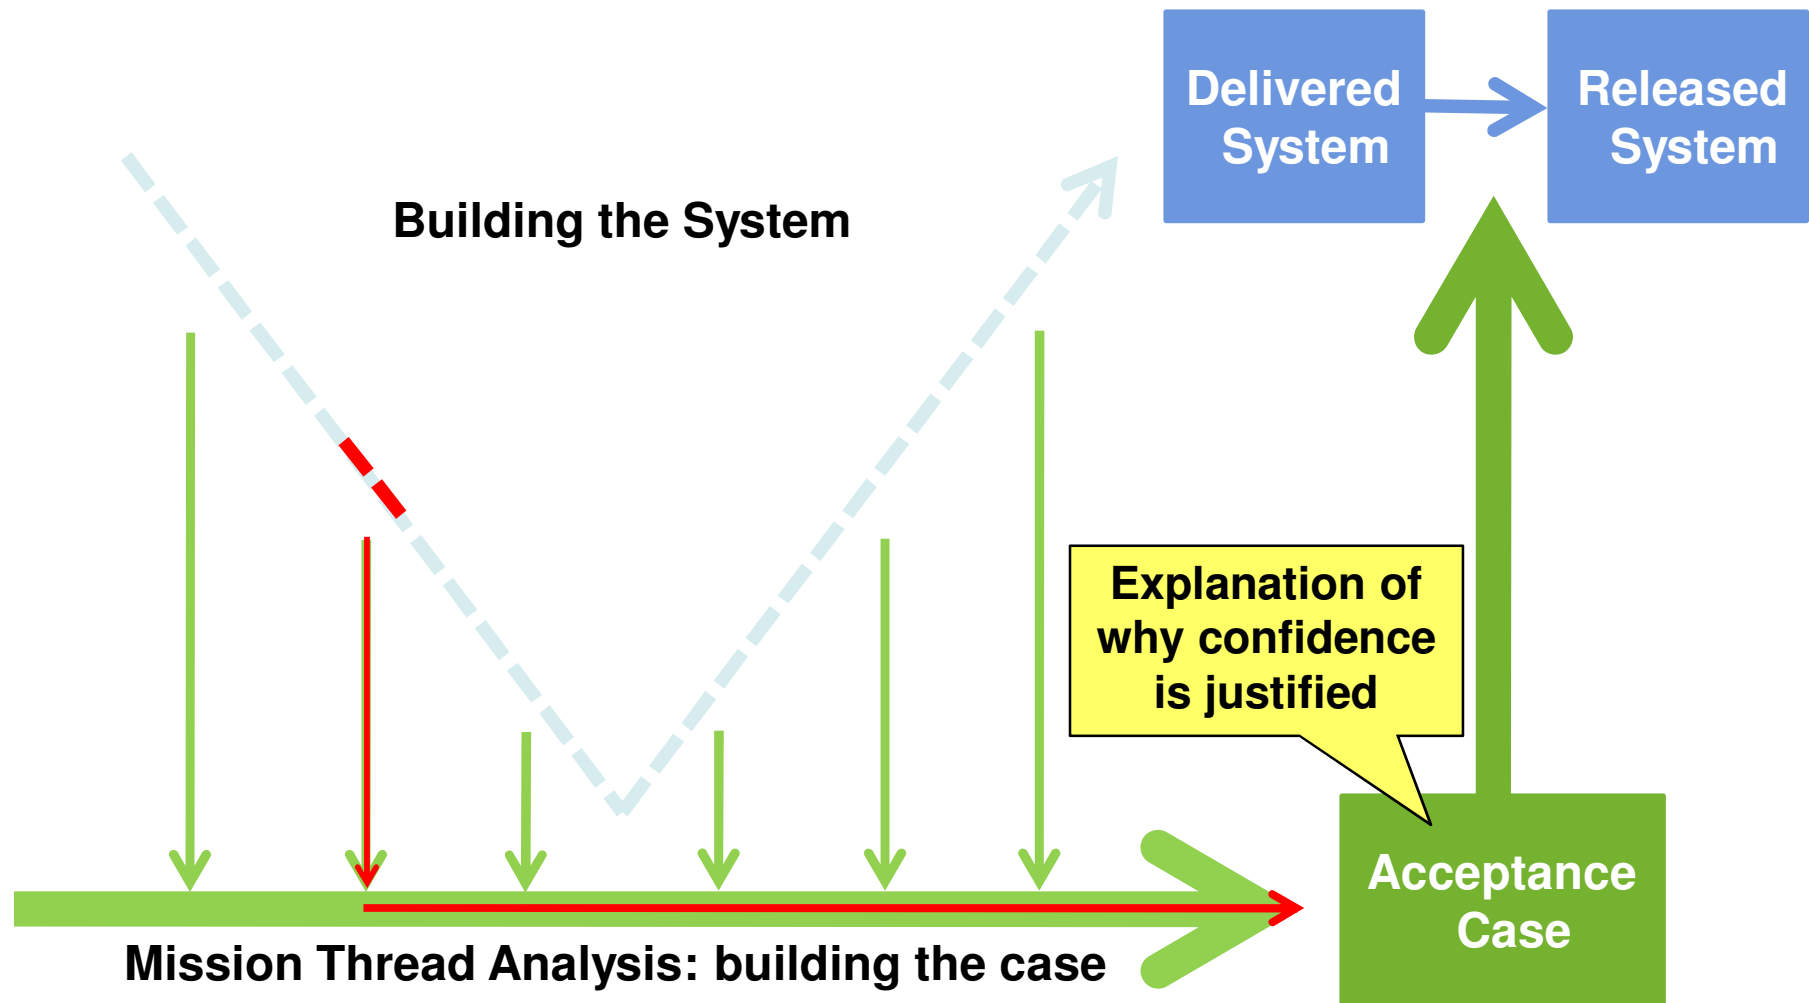 Delivered
System
Released
System
Building the System
Explanation of
why confidence
is justified
Acceptance
Case
Mission Thread Analysis: building the case